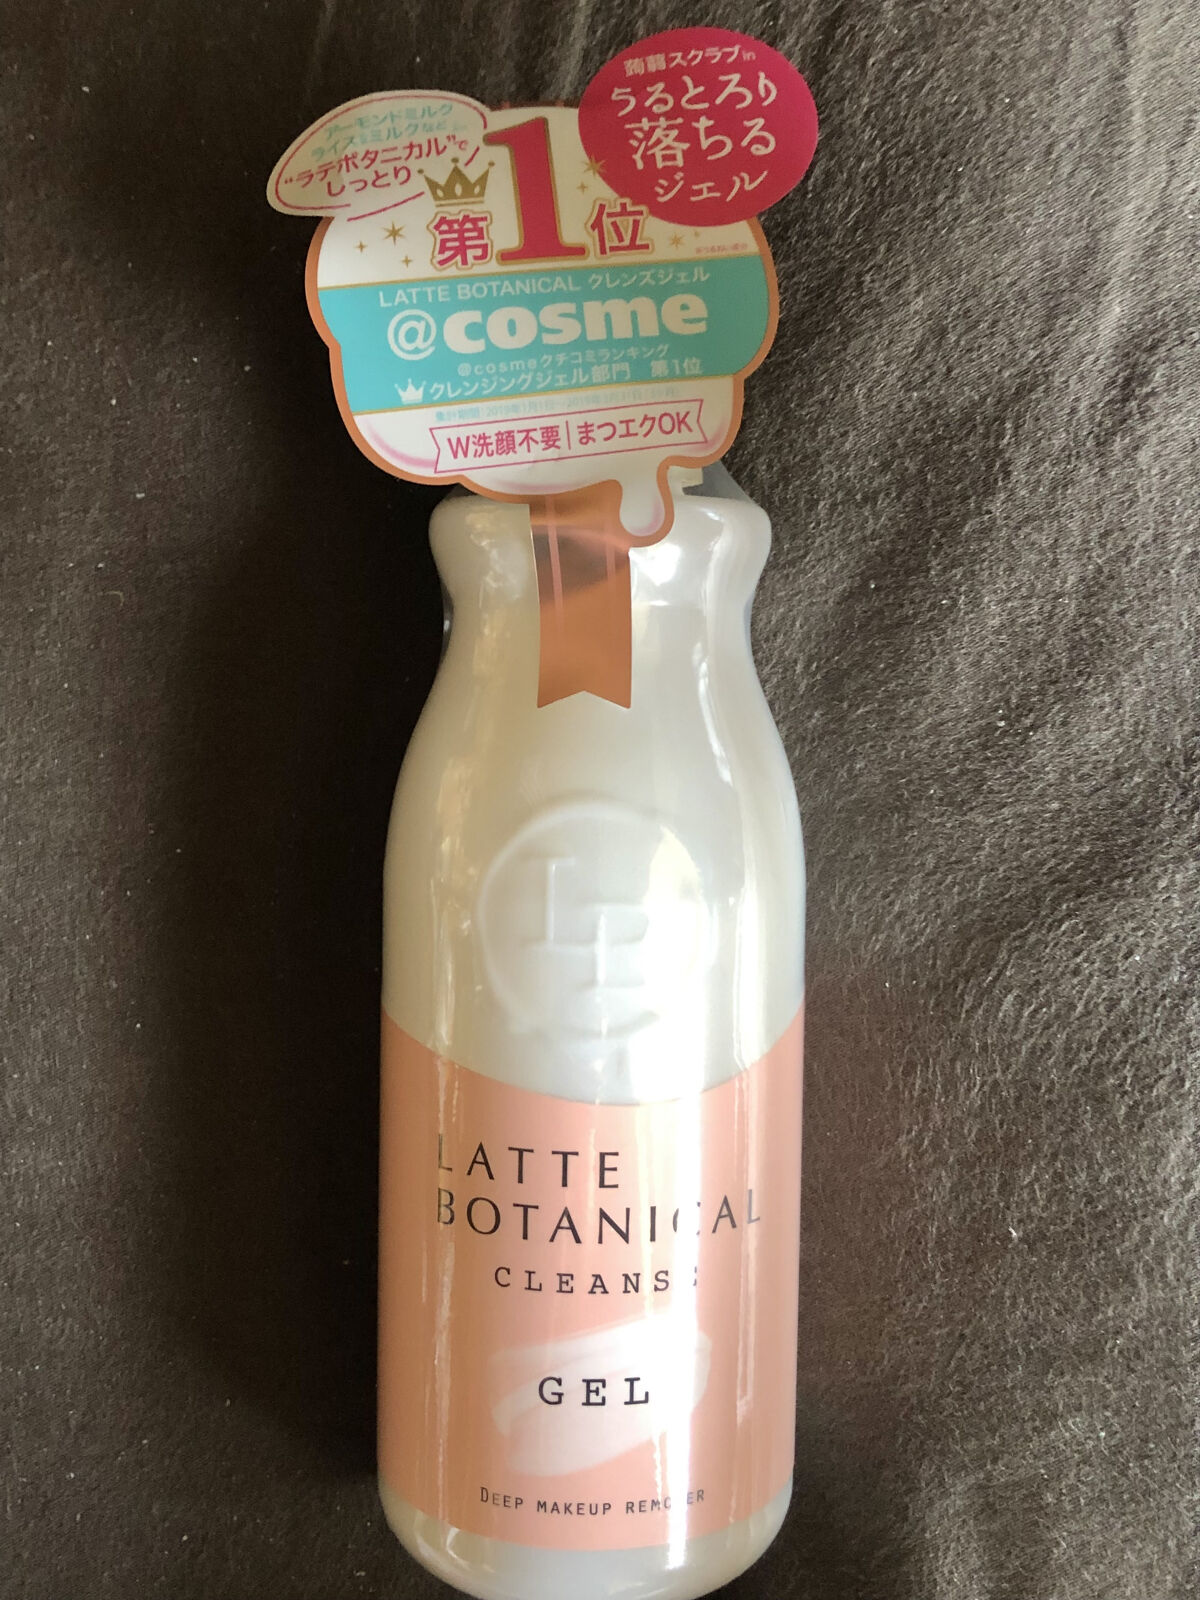 蒟蒻スクラブin
うるとろり
落ちる
ジェル
アーモンドミルク
ライスミルクなど
"ラテボタニカル"で
しっとり
第1位
LATTE BOTANICAL クレンズジェル
@cosme
@cosmeクチコミランキング
クレンジングジェル部門 第1位
W洗顔不要|まつエクOK
LATTE
BOTANICAL
CLEANSE
GEL
DEEP MAKEUP REMOVER